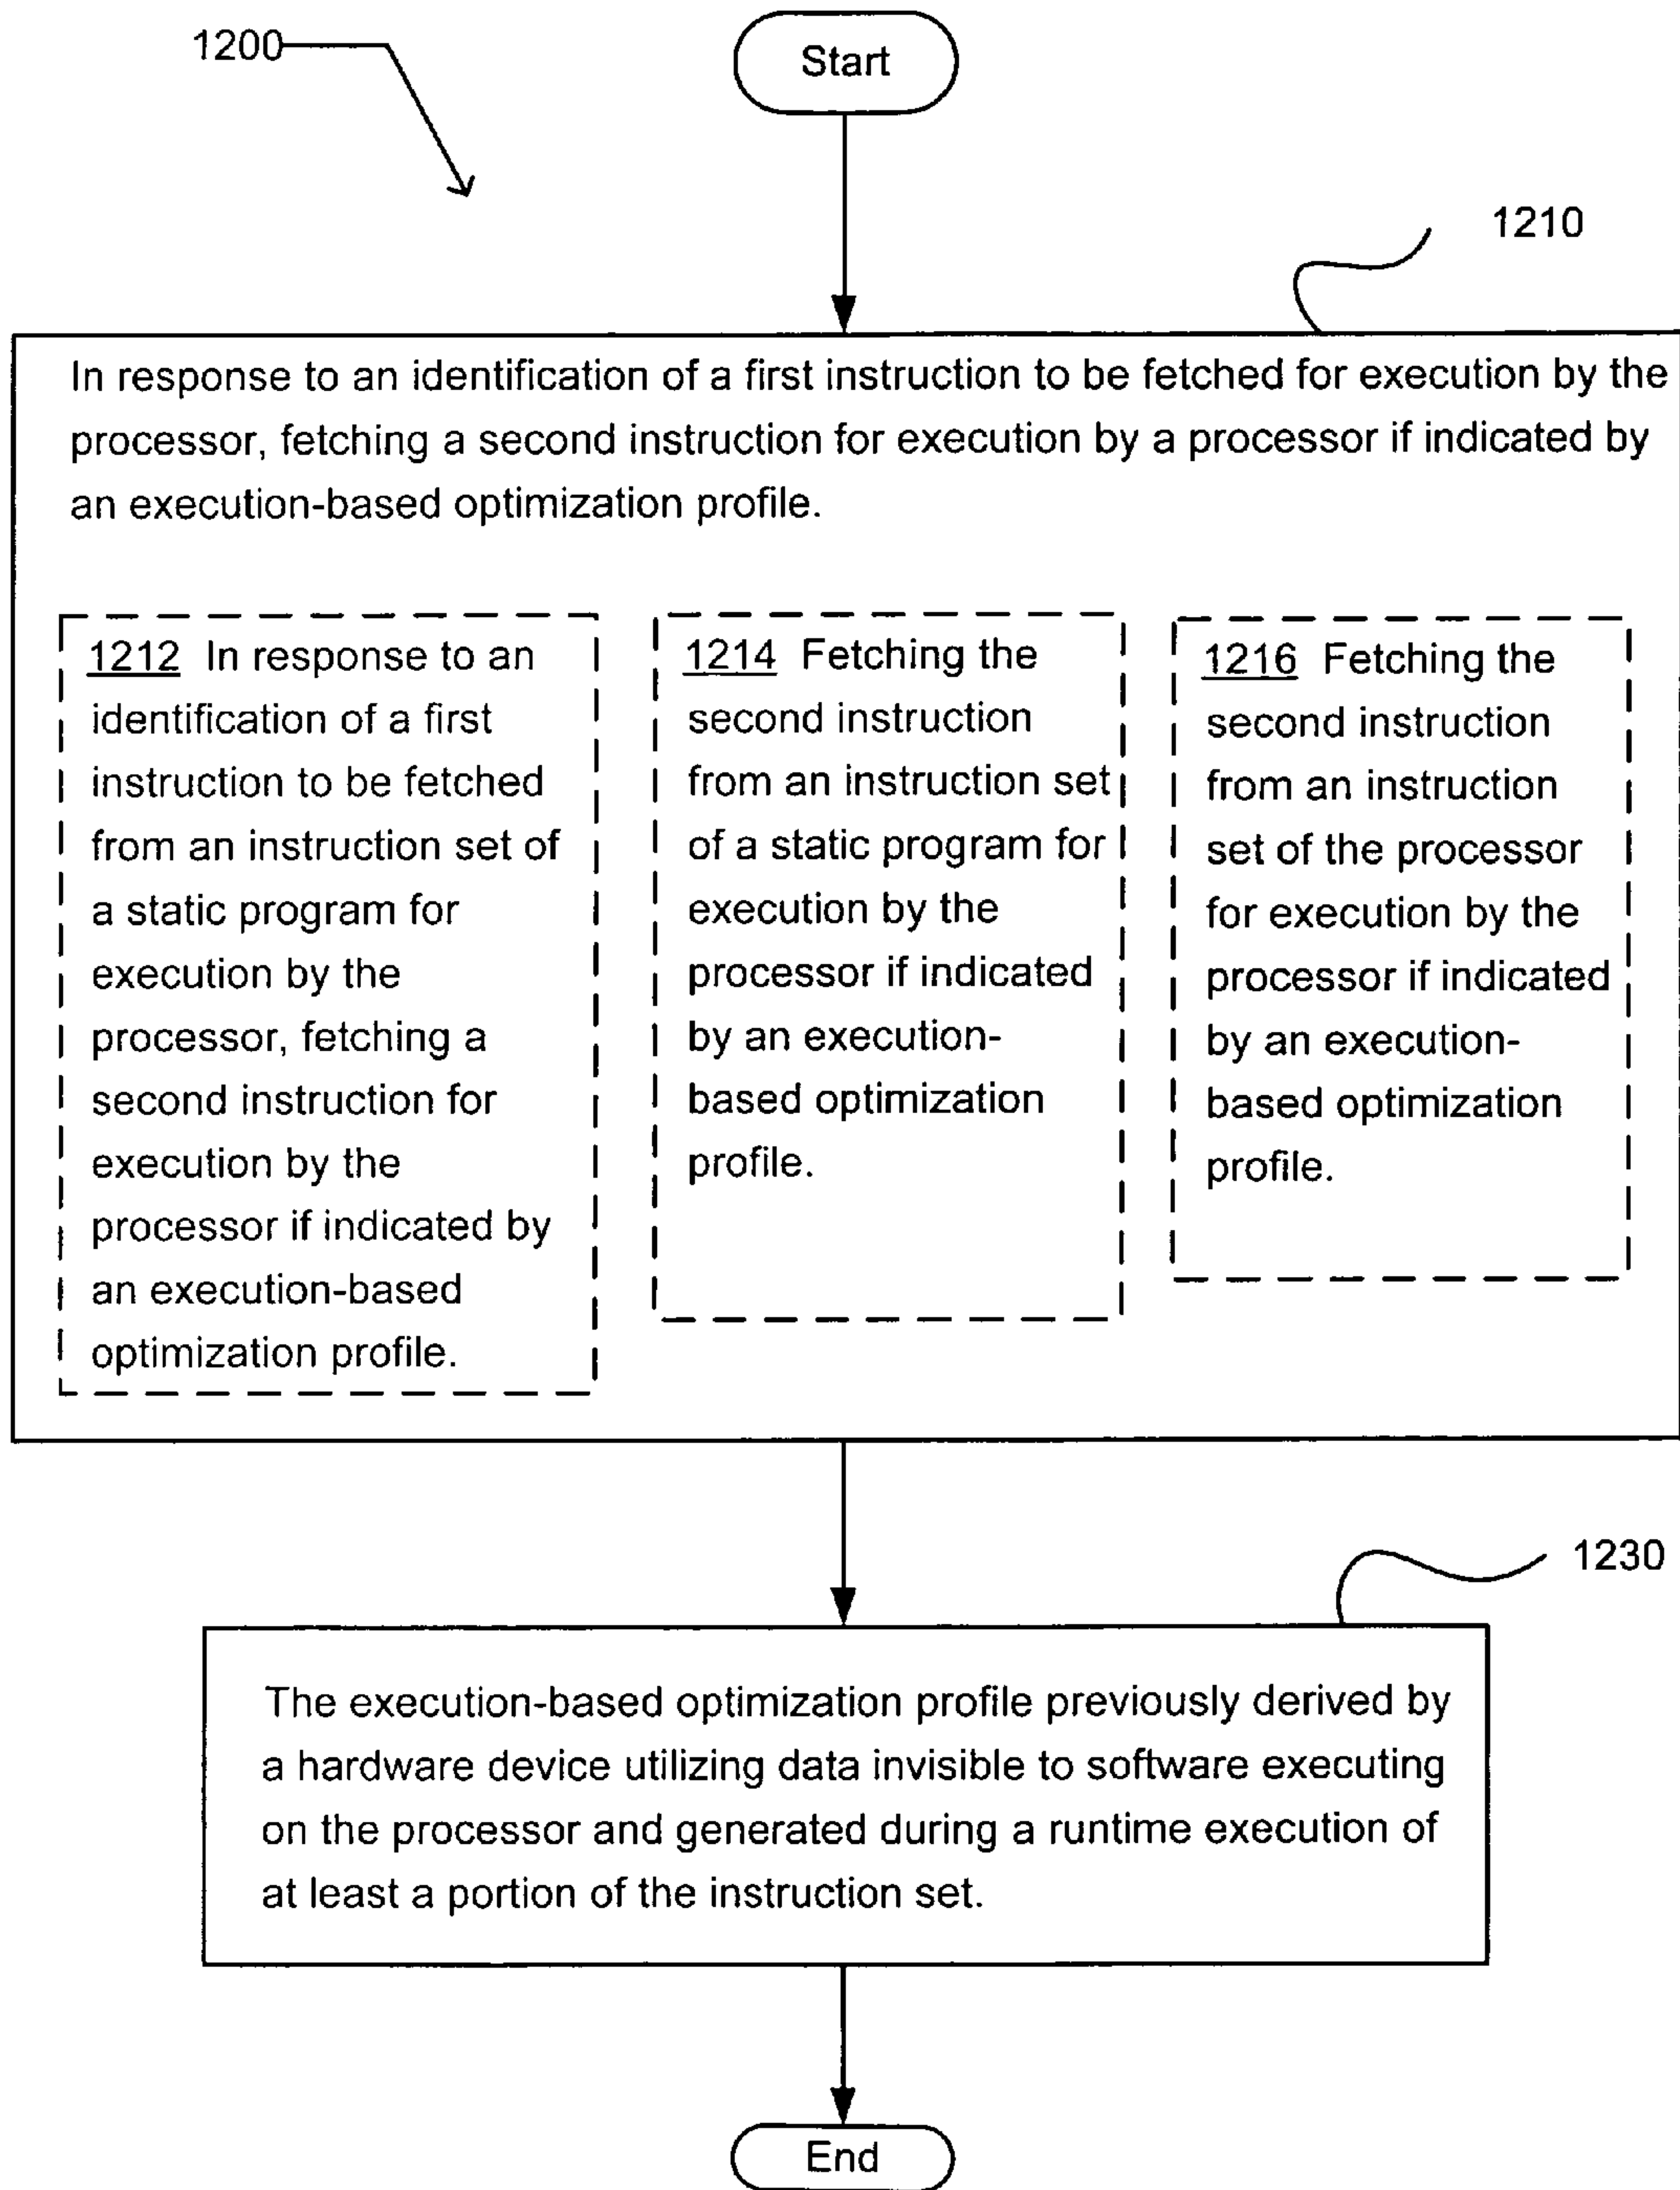 1200
Start
1210
In response to an identification of a first instruction to be fetched for execution by the
processor, fetching a second instruction for execution by a processor if indicated by
an execution-based optimization profile.
1212 In response to an
identification of a first
instruction to be fetched
from an instruction set of
a static program for
execution by the
processor, fetching a
second instruction for
execution by the
processor if indicated by
an execution-based
optimization profile.
1214 Fetching the
second instruction
from an instruction set
of a static program for
execution by the
processor if indicated
by an execution-
based optimization
profile.
1216 Fetching the
second instruction
from an instruction
set of the processor
for execution by the
processor if indicated
by an execution-
based optimization
profile.
1230
The execution-based optimization profile previously derived by
a hardware device utilizing data invisible to software executing
on the processor and generated during a runtime execution of
at least a portion of the instruction set.
End